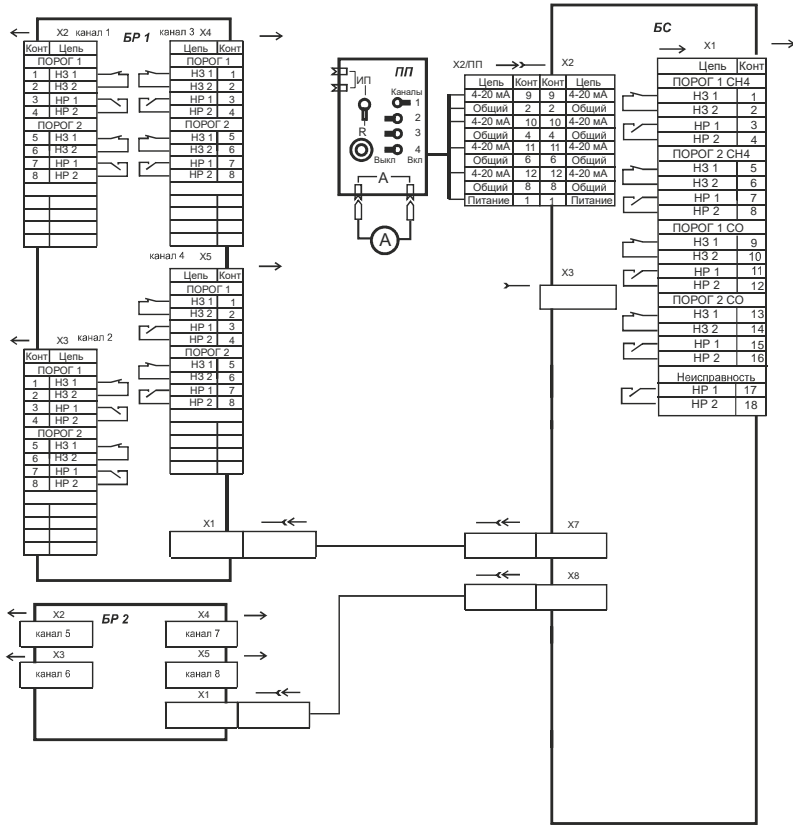 БР 1
X2 канал 1
Конт Цепь
ПОРОГ 1
1 НЗ 1
2 НЗ 2
3 НР 1
4 НР 2
ПОРОГ 2
5 НЗ 1
6 НЗ 2
7 НР 1
8 НР 2
канал 3 X4
Цепь Конт
ПОРОГ 1
НЗ 1 1
НЗ 2 2
НР 1 3
НР 2 4
ПОРОГ 2
НЗ 1 5
НЗ 2 6
НР 1 7
НР 2 8
канал 4 X5
Цепь Конт
ПОРОГ 1
НЗ 1 1
НЗ 2 2
НР 1 3
НР 2 4
ПОРОГ 2
НЗ 1 5
НЗ 2 6
НР 1 7
НР 2 8
X3 канал 2
Конт Цепь
ПОРОГ 1
1 НЗ 1
2 НЗ 2
3 НР 1
4 НР 2
ПОРОГ 2
5 НЗ 1
6 НЗ 2
7 НР 1
8 НР 2
X1
ПП
ИП
Каналы
1
2
3
4
R
Выкл Вкл
A
A
X2/ПП X2
Цепь Конт Конт Цепь
4-20 мА 9 9 4-20 мА
Общий 2 2 Общий
4-20 мА 10 10 4-20 мА
Общий 4 4 Общий
4-20 мА 11 11 4-20 мА
Общий 6 6 Общий
4-20 мА 12 12 4-20 мА
Общий 8 8 Общий
Питание 1 1 Питание
X3
X7
X8
БС
X1
Цепь Конт
ПОРОГ 1 СН4
НЗ 1 1
НЗ 2 2
НР 1 3
НР 2 4
ПОРОГ 2 СН4
НЗ 1 5
НЗ 2 6
НР 1 7
НР 2 8
ПОРОГ 1 СО
НЗ 1 9
НЗ 2 10
НР 1 11
НР 2 12
ПОРОГ 2 СО
НЗ 1 13
НЗ 2 14
НР 1 15
НР 2 16
Неисправность
НР 1 17
НР 2 18
БР 2
X2
канал 5
X3
канал 6
X4
канал 7
X5
канал 8
X1